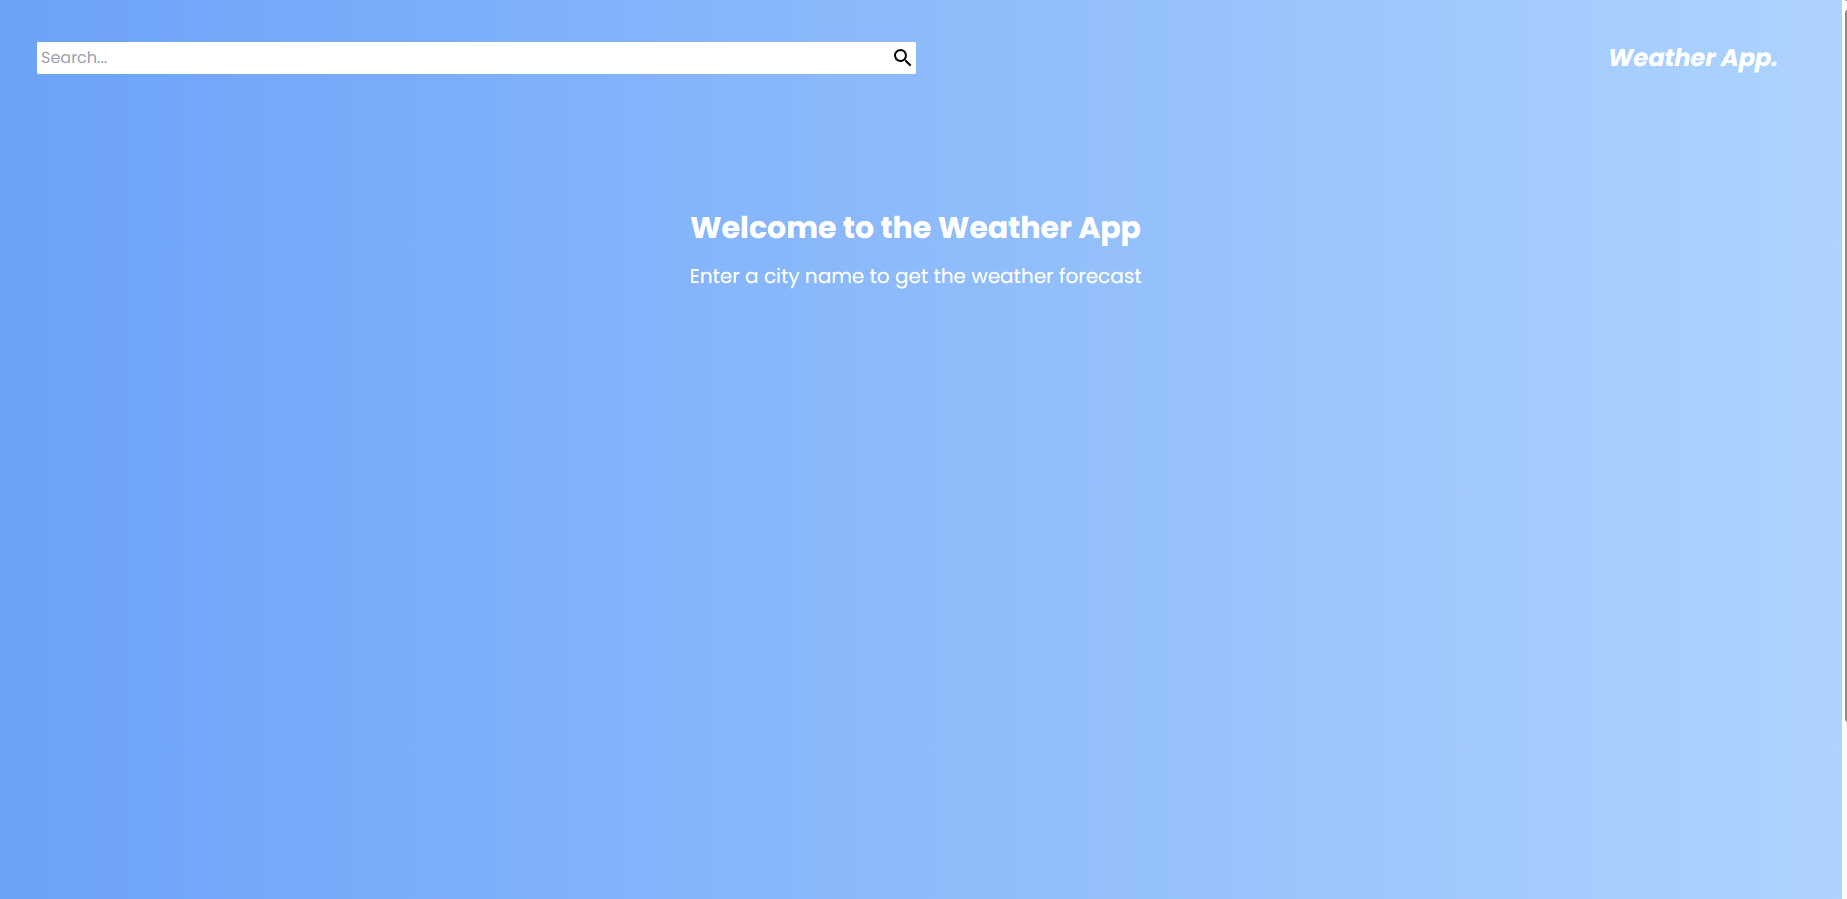 Search...
Weather App.
Welcome to the Weather App
Enter a city name to get the weather forecast